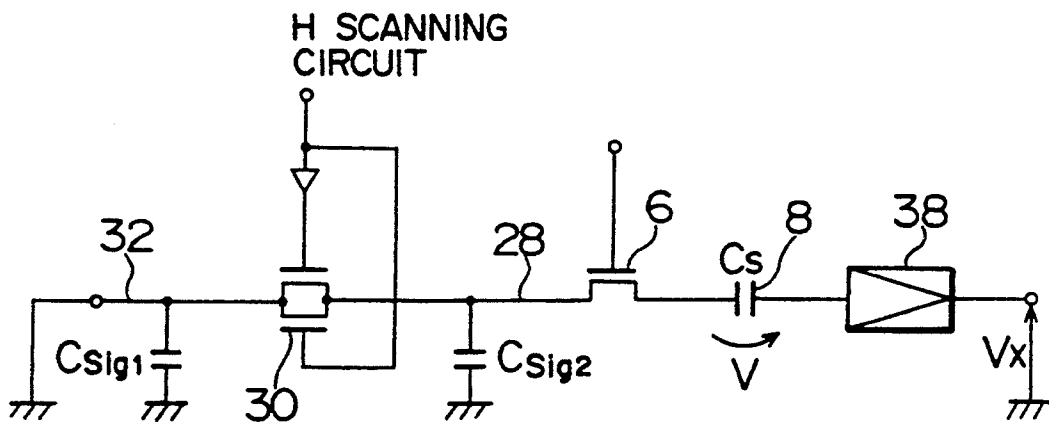 H SCANNING
CIRCUIT
32
28
6
8
38
Cs
CSig1
30
CSig2
V
Vx